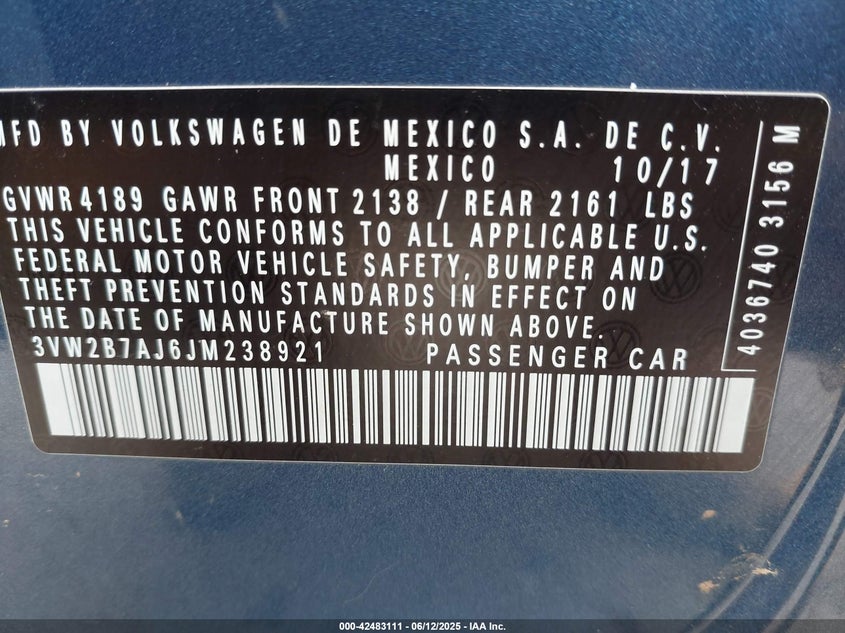 MFD BY VOLKSWAGEN DE MEXICO S.A. DE C.V.
MEXICO 10/17
GVWR 4189 GAWR FRONT 2138 / REAR 2161 LBS
THIS VEHICLE CONFORMS TO ALL APPLICABLE U.S.
FEDERAL MOTOR VEHICLE SAFETY, BUMPER AND
THEFT PREVENTION STANDARDS IN EFFECT ON
THE DATE OF MANUFACTURE SHOWN ABOVE.
3VW2B7AJ6JM238921 PASSENGER CAR
4036740 3156 M
000-42483111 - 06/12/2025 - IAA Inc.